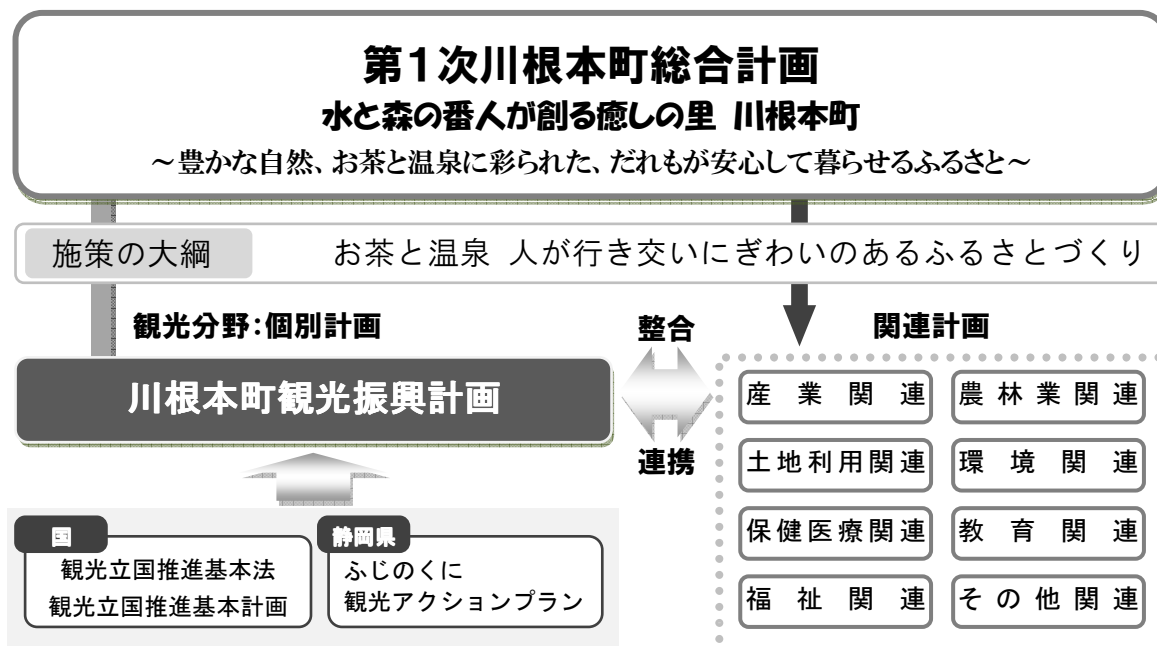 第1次川根本町総合計画
水と森の番人が創る癒しの里 川根本町
～豊かな自然、お茶と温泉に彩られた、だれもが安心して暮らせるふるさと～
施策の大綱
お茶と温泉 人が行き交いにぎわいのあるふるさとづくり
観光分野:個別計画
川根本町観光振興計画
整合
連携
関連計画
産業関連
農林業関連
土地利用関連
環境関連
保健医療関連
教育関連
福祉関連
その他関連
国
観光立国推進基本法
観光立国推進基本計画
静岡県
ふじのくに
観光アクションプラン